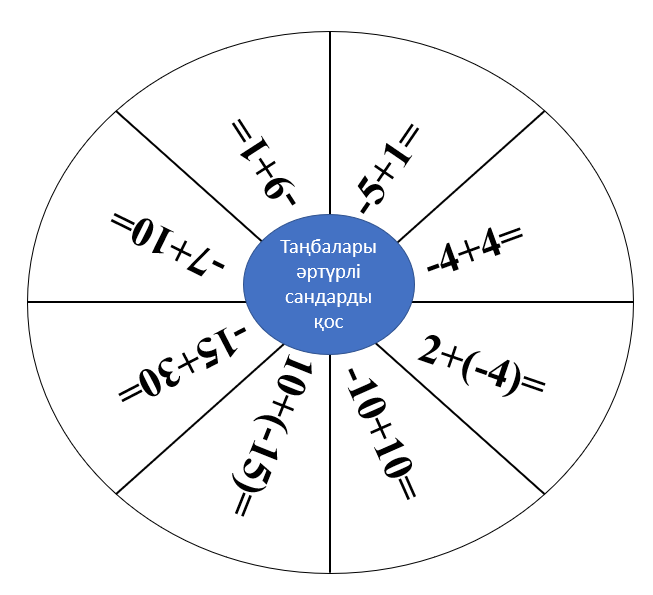 -5+1=
-4+4=
2+(-4)=
-10+10=
10+(-15)=
-15+30=
-7+10=
-9+1=
Таңбалары
әртүрлі
сандарды
қос